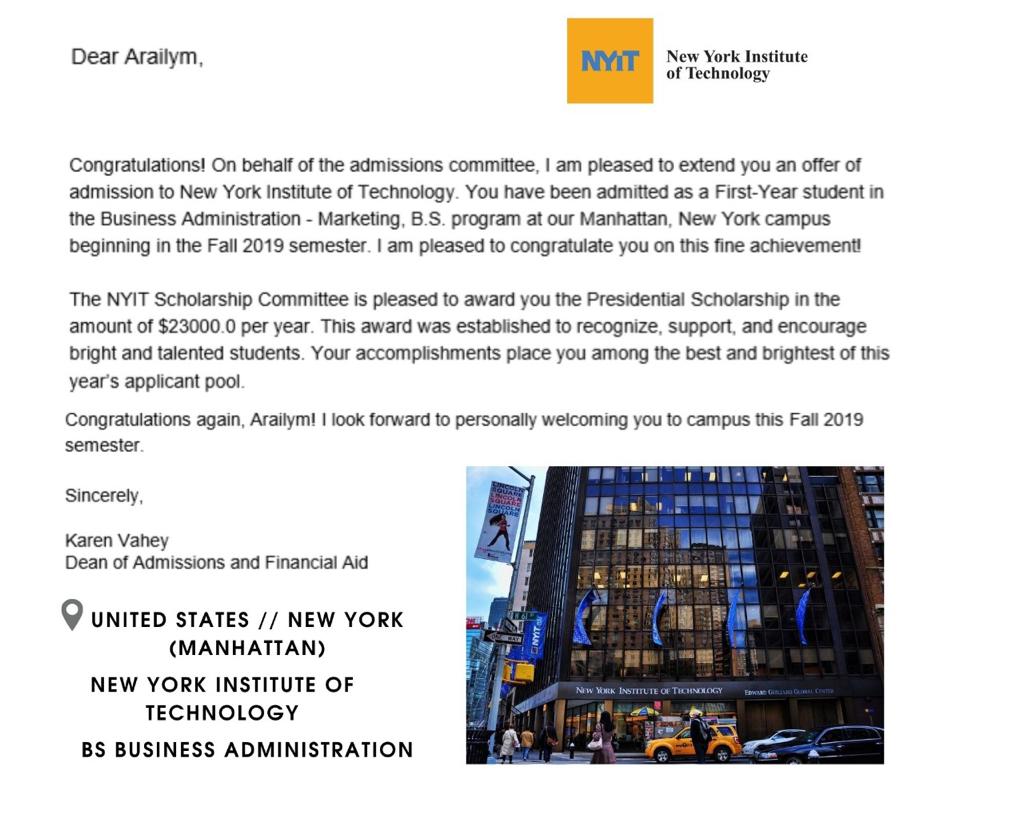 Dear Arailym,
NYiT
New York Institute
of Technology
Congratulations! On behalf of the admissions committee, I am pleased to extend you an offer of
admission to New York Institute of Technology. You have been admitted as a First-Year student in
the Business Administration - Marketing, B.S. program at our Manhattan, New York campus
beginning in the Fall 2019 semester. I am pleased to congratulate you on this fine achievement!
The NYIT Scholarship Committee is pleased to award you the Presidential Scholarship in the
amount of $23000.0 per year. This award was established to recognize, support, and encourage
bright and talented students. Your accomplishments place you among the best and brightest of this
year's applicant pool.
Congratulations again, Arailym! I look forward to personally welcoming you to campus this Fall 2019
semester.
Sincerely,
Karen Vahey
Dean of Admissions and Financial Aid
UNITED STATES // NEW YORK
(MANHATTAN)
NEW YORK INSTITUTE OF
TECHNOLOGY
BS BUSINESS ADMINISTRATION
LINCOLN
SQUARE
LINCOLN
SQUARE
LINCOLN
SQUARE
NYiT
ONE WAY
NEW YORK INSTITUTE OF TECHNOLOGY
EDWARD GUILIANO GLOBAL CENTER